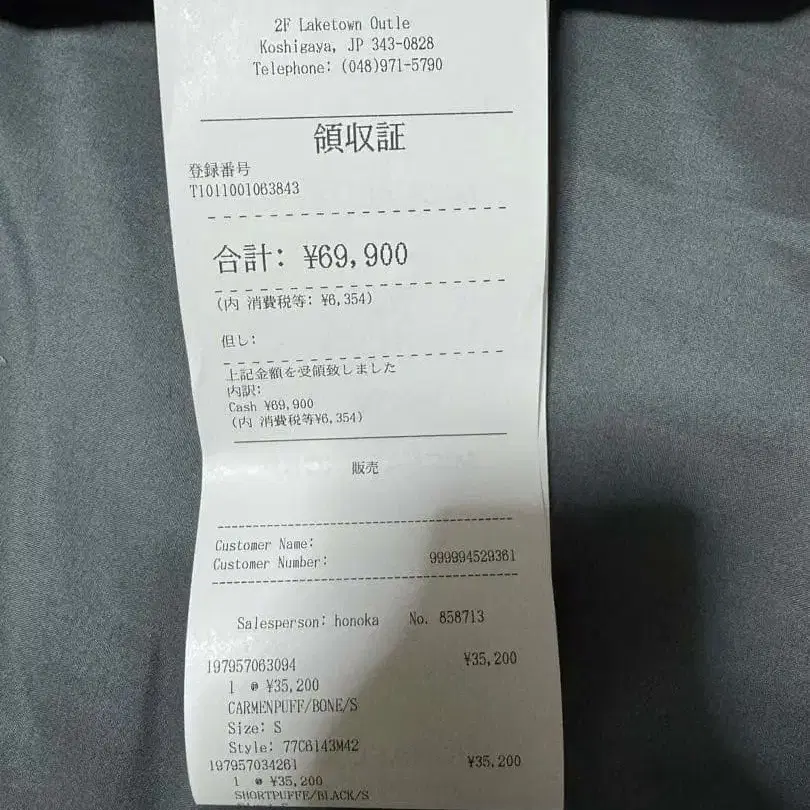 2F Laketown Outle
Koshigaya, JP 343-0828
Telephone: (048)971-5790
領収証
登録番号
T1011001063843
合計: ¥69,900
(内 消費税等: ¥6,354)
但し:
上記金額を受領致しました
内訳:
Cash ¥69,900
(内 消費税等¥6,354)
販売
Customer Name:
Customer Number: 999994529361
Salesperson: honoka No. 858713
197957063094 ¥35,200
1 @ ¥35,200
CARMENPUFF/BONE/S
Size: S
Style: 77C6143M42
197957034261 ¥35,200
1 @ ¥35,200
SHORTPUFFE/BLACK/S